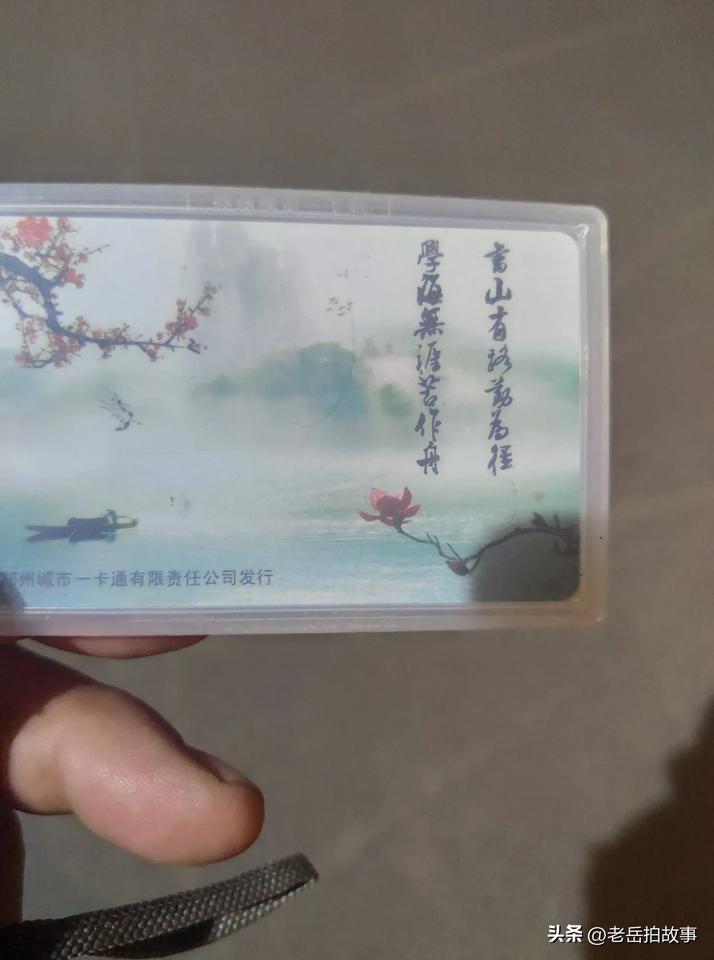 書山有路勤為徑
學海無涯苦作舟
郑州城市一卡通有限责任公司发行
头条 @老岳拍故事